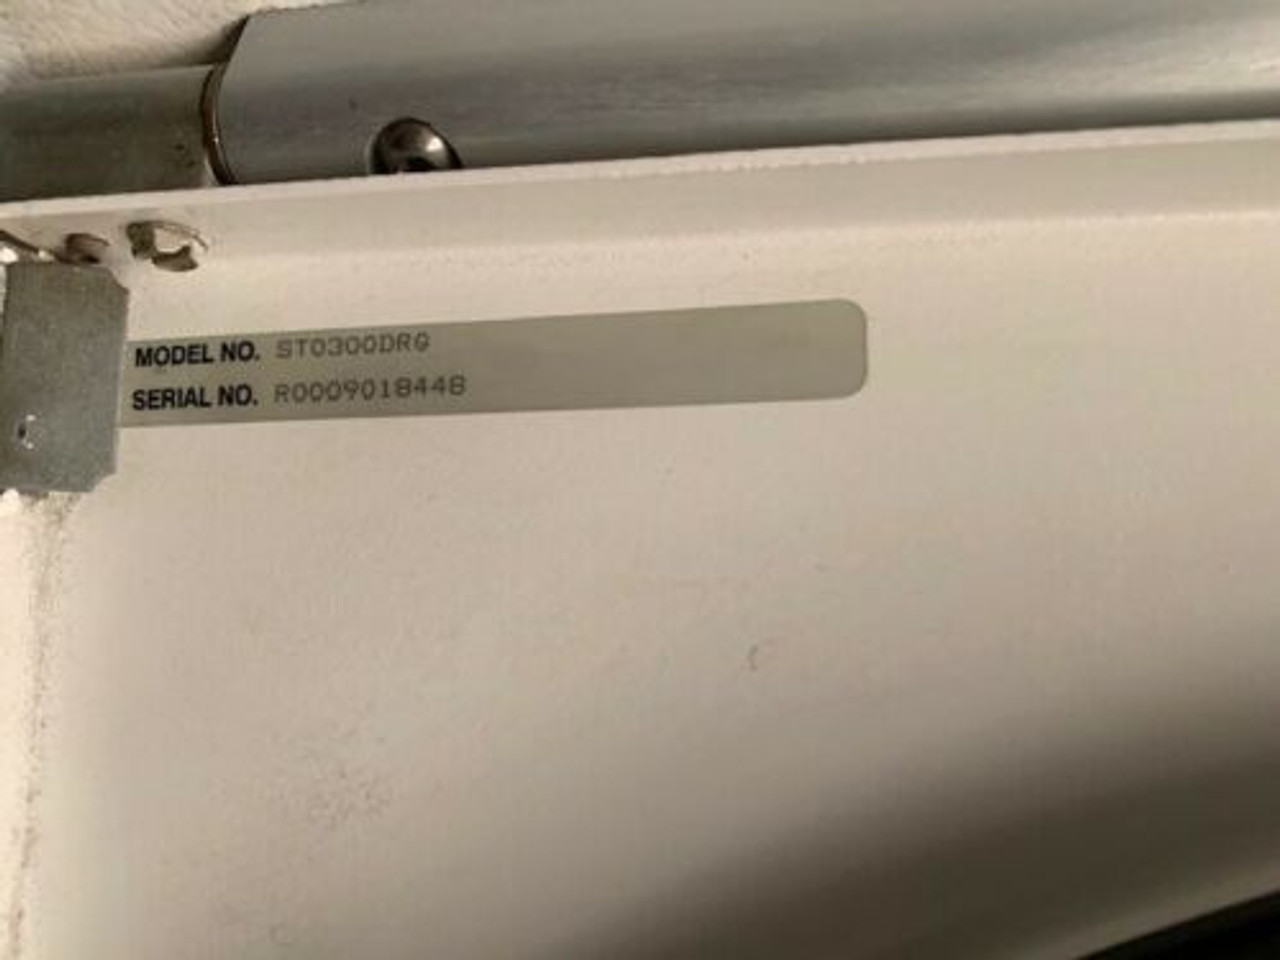 MODEL NO. ST0300DRG
SERIAL NO. R0009018448